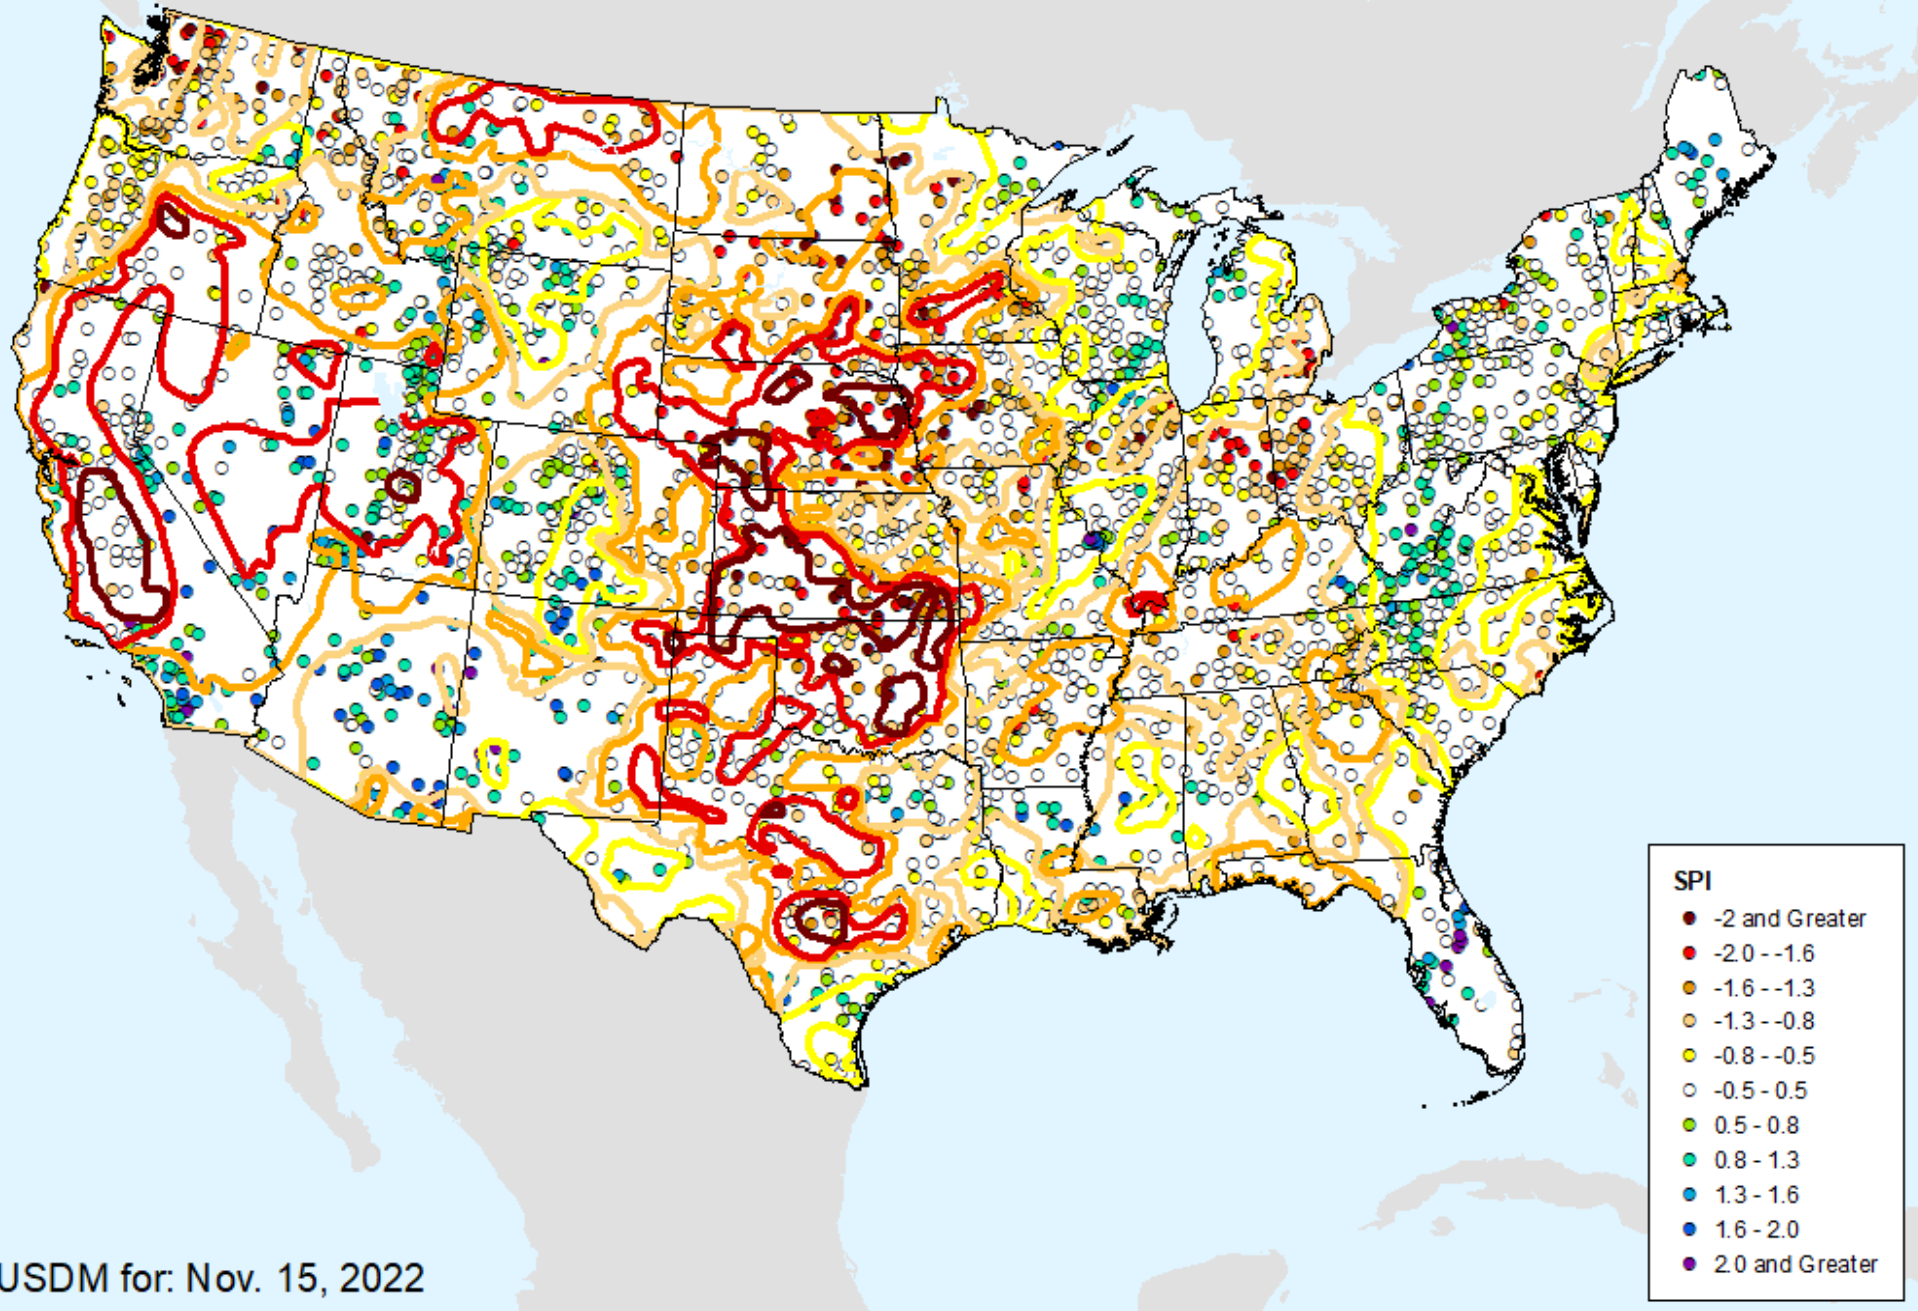 SPI
-2 and Greater
-2.0 - -1.6
-1.6 - -1.3
-1.3 - -0.8
-0.8 - -0.5
-0.5 - 0.5
0.5 - 0.8
0.8 - 1.3
1.3 - 1.6
1.6 - 2.0
2.0 and Greater
USDM for: Nov. 15, 2022